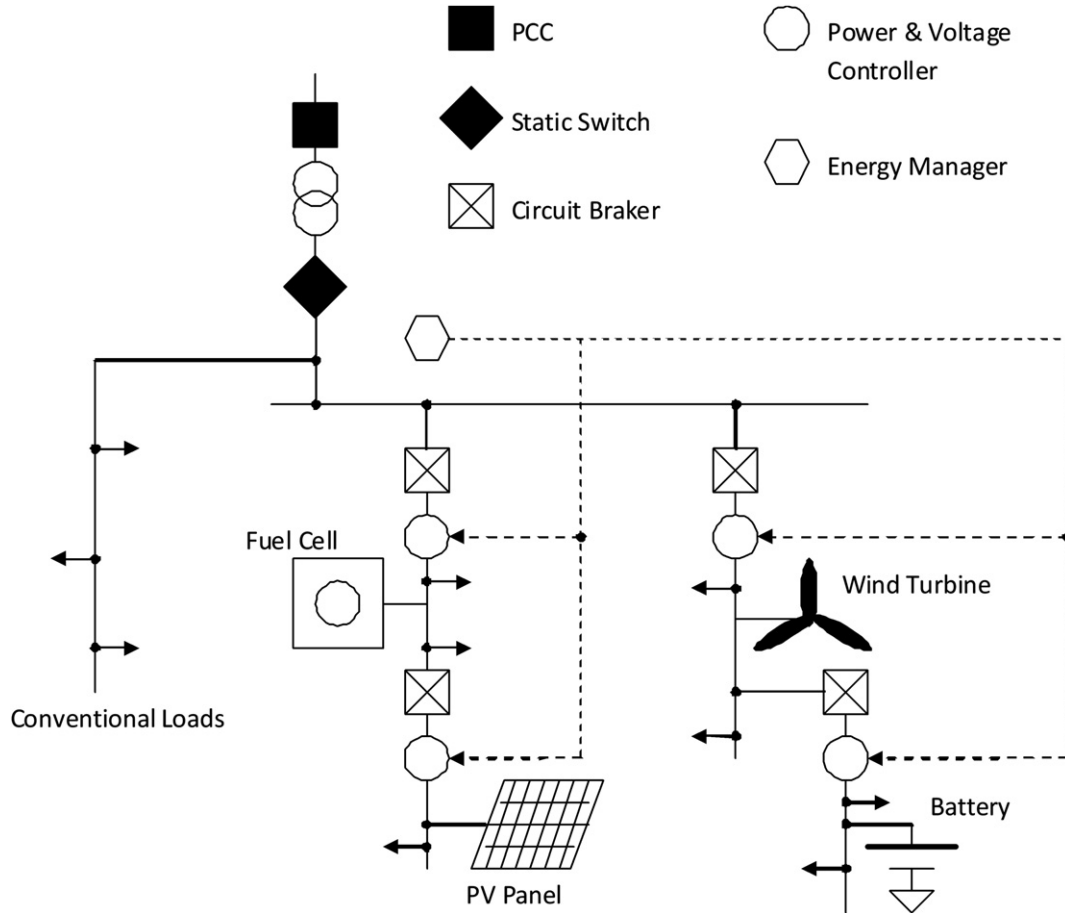 PCC
Power & Voltage
Controller
Static Switch
Energy Manager
Circuit Braker
Fuel Cell
Wind Turbine
Conventional Loads
Battery
PV Panel